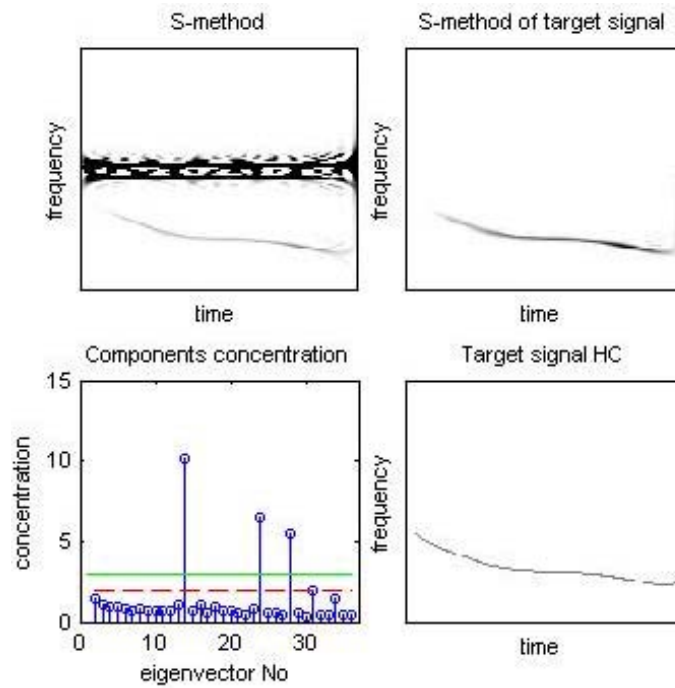 S-method
frequency
time
S-method of target signal
frequency
time
Components concentration
15
10
5
0
concentration
0
10
20
30
eigenvector No
Target signal HC
frequency
time